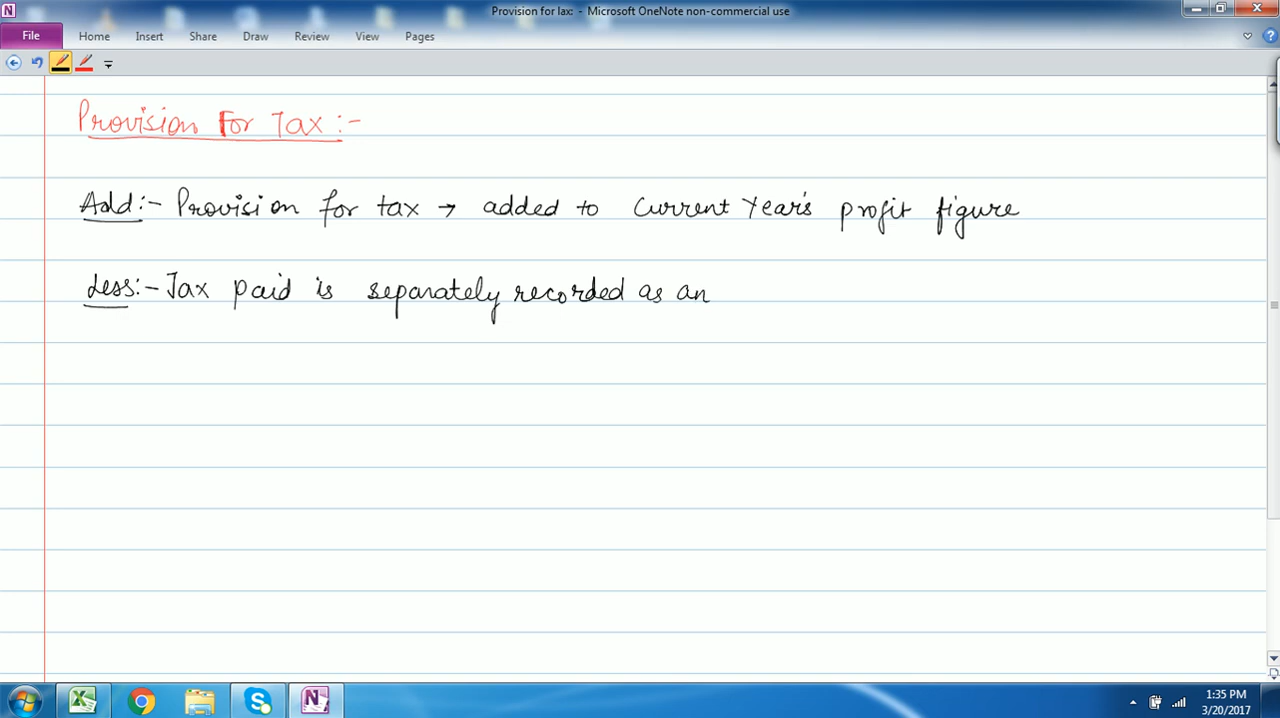 Provision for Iax: - Microsoft OneNote non-commercial use
File Home Insert Share Draw Review View Pages
Provision For Tax :-
Add:- Provision for tax → added to current Year's profit figure
Less:- Tax paid is separately recorded as an
1:35 PM
3/20/2017